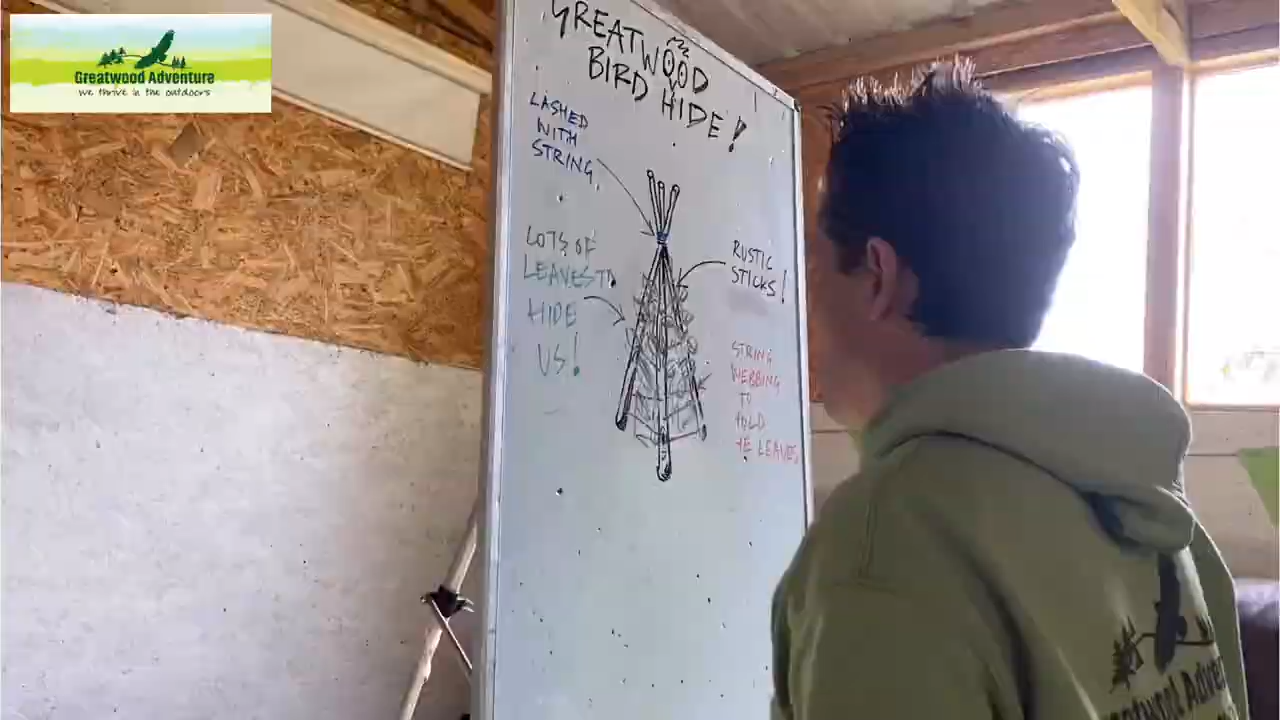 Greatwood Adventure
we thrive in the outdoors
GREATWOOD
BIRD HIDE!
LASHED
WITH
STRING.
LOTS OF
LEAVES TO
HIDE
US!
RUSTIC
STICKS!
STRING
WEBBING
TO
HOLD
LEAVES